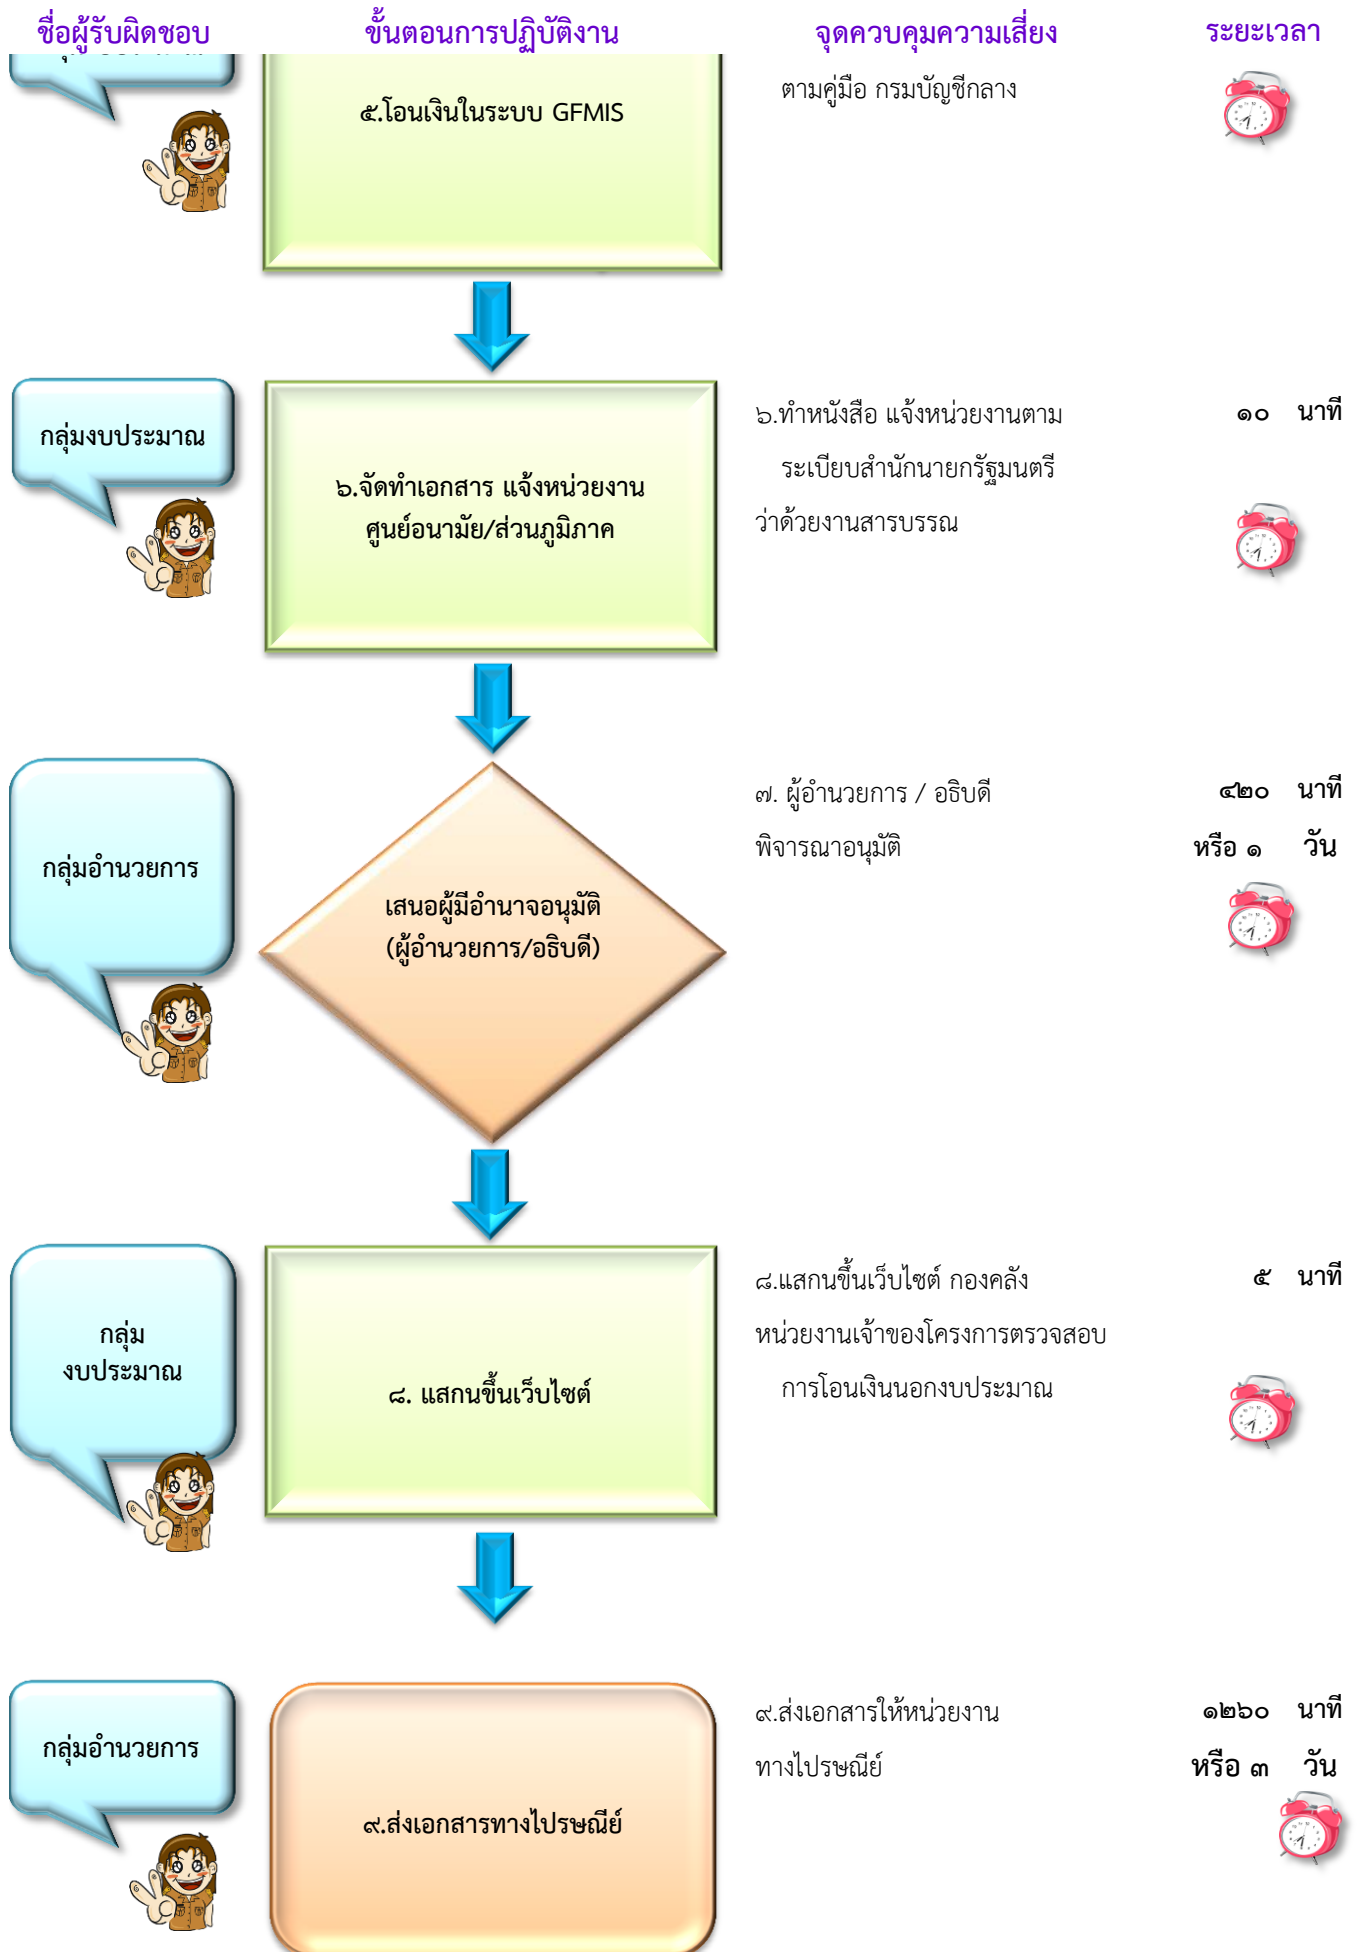 ชื่อผู้รับผิดชอบ ขั้นตอนการปฏิบัติงาน จุดควบคุมความเสี่ยง ระยะเวลา
๕.โอนเงินในระบบ GFMIS
ตามคู่มือ กรมบัญชีกลาง
กลุ่มงบประมาณ
๖.จัดทำเอกสาร แจ้งหน่วยงาน
ศูนย์อนามัย/ส่วนภูมิภาค
๖.ทำหนังสือ แจ้งหน่วยงานตาม
ระเบียบสำนักนายกรัฐมนตรี
ว่าด้วยงานสารบรรณ
๑๐ นาที
กลุ่มอำนวยการ
เสนอผู้มีอำนาจอนุมัติ
(ผู้อำนวยการ/อธิบดี)
๗. ผู้อำนวยการ / อธิบดี
พิจารณาอนุมัติ
๔๒๐ นาที
หรือ ๑ วัน
กลุ่ม
งบประมาณ
๘. แสกนขึ้นเว็บไซต์
๘.แสกนขึ้นเว็บไซต์ กองคลัง
หน่วยงานเจ้าของโครงการตรวจสอบ
การโอนเงินนอกงบประมาณ
๕ นาที
กลุ่มอำนวยการ
๙.ส่งเอกสารทางไปรษณีย์
๙.ส่งเอกสารให้หน่วยงาน
ทางไปรษณีย์
๑๒๖๐ นาที
หรือ ๓ วัน